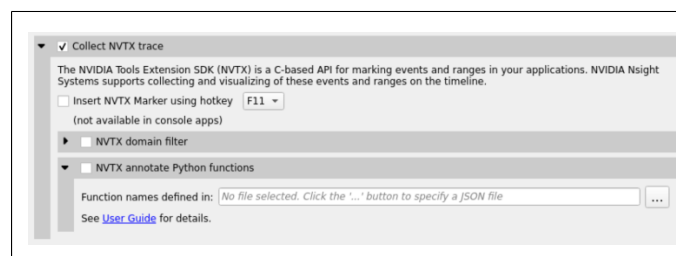 Collect NVTX trace
The NVIDIA Tools Extension SDK (NVTX) is a C-based API for marking events and ranges in your applications. NVIDIA Nsight
Systems supports collecting and visualizing of these events and ranges on the timeline.
Insert NVTX Marker using hotkey F11
(not available in console apps)
NVTX domain filter
NVTX annotate Python functions
Function names defined in: No file selected. Click the '...' button to specify a JSON file ...
See User Guide for details.